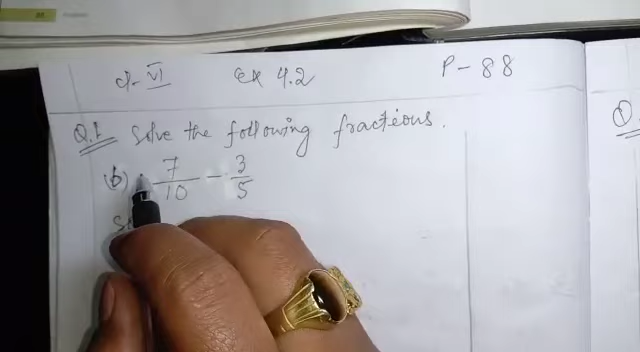 cl- VI Ex 4.2 P-88
Q.1 Solve the following fractions.
(b) 7/10 - 3/5